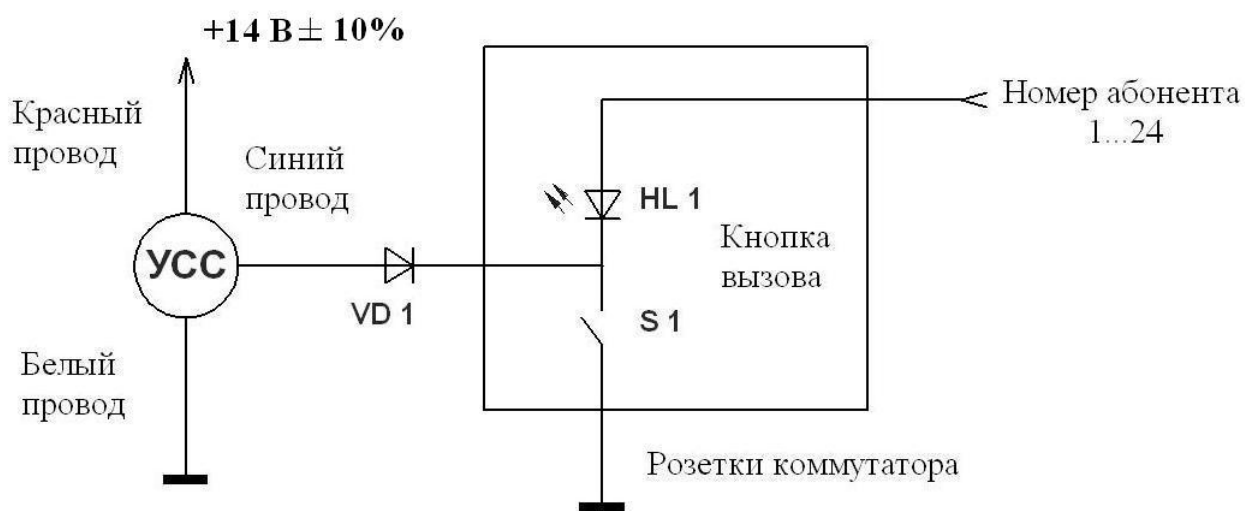 +14 В ± 10%
Красный
провод
Синий
провод
Номер абонента
1...24
HL 1
Кнопка
вызова
УСС
VD 1
S 1
Белый
провод
Розетки коммутатора